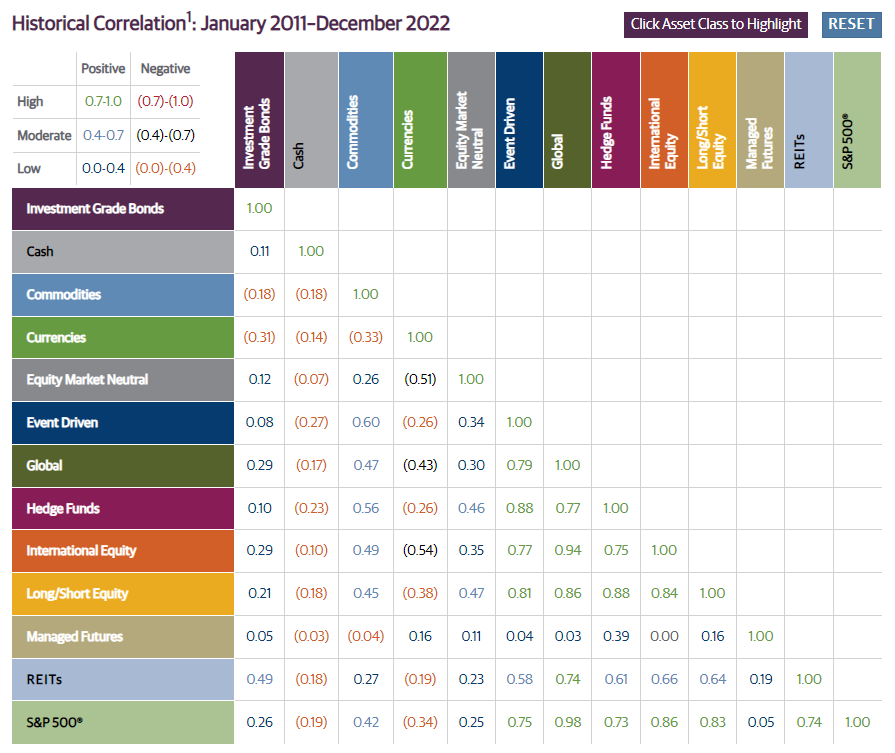 Historical Correlation1: January 2011–December 2022
Click Asset Class to Highlight
RESET
Positive Negative
High 0.7-1.0 (0.7)-(1.0)
Moderate 0.4-0.7 (0.4)-(0.7)
Low 0.0-0.4 (0.0)-(0.4)
Investment
Grade Bonds
Cash
Commodities
Currencies
Equity Market
Neutral
Event Driven
Global
Hedge Funds
International
Equity
Long/Short
Equity
Managed
Futures
REITs
S&P 500®
Investment Grade Bonds 1.00
Cash 0.11 1.00
Commodities (0.18) (0.18) 1.00
Currencies (0.31) (0.14) (0.33) 1.00
Equity Market Neutral 0.12 (0.07) 0.26 (0.51) 1.00
Event Driven 0.08 (0.27) 0.60 (0.26) 0.34 1.00
Global 0.29 (0.17) 0.47 (0.43) 0.30 0.79 1.00
Hedge Funds 0.10 (0.23) 0.56 (0.26) 0.46 0.88 0.77 1.00
International Equity 0.29 (0.10) 0.49 (0.54) 0.35 0.77 0.94 0.75 1.00
Long/Short Equity 0.21 (0.18) 0.45 (0.38) 0.47 0.81 0.86 0.88 0.84 1.00
Managed Futures 0.05 (0.03) (0.04) 0.16 0.11 0.04 0.03 0.39 0.00 0.16 1.00
REITs 0.49 (0.18) 0.27 (0.19) 0.23 0.58 0.74 0.61 0.66 0.64 0.19 1.00
S&P 500® 0.26 (0.19) 0.42 (0.34) 0.25 0.75 0.98 0.73 0.86 0.83 0.05 0.74 1.00